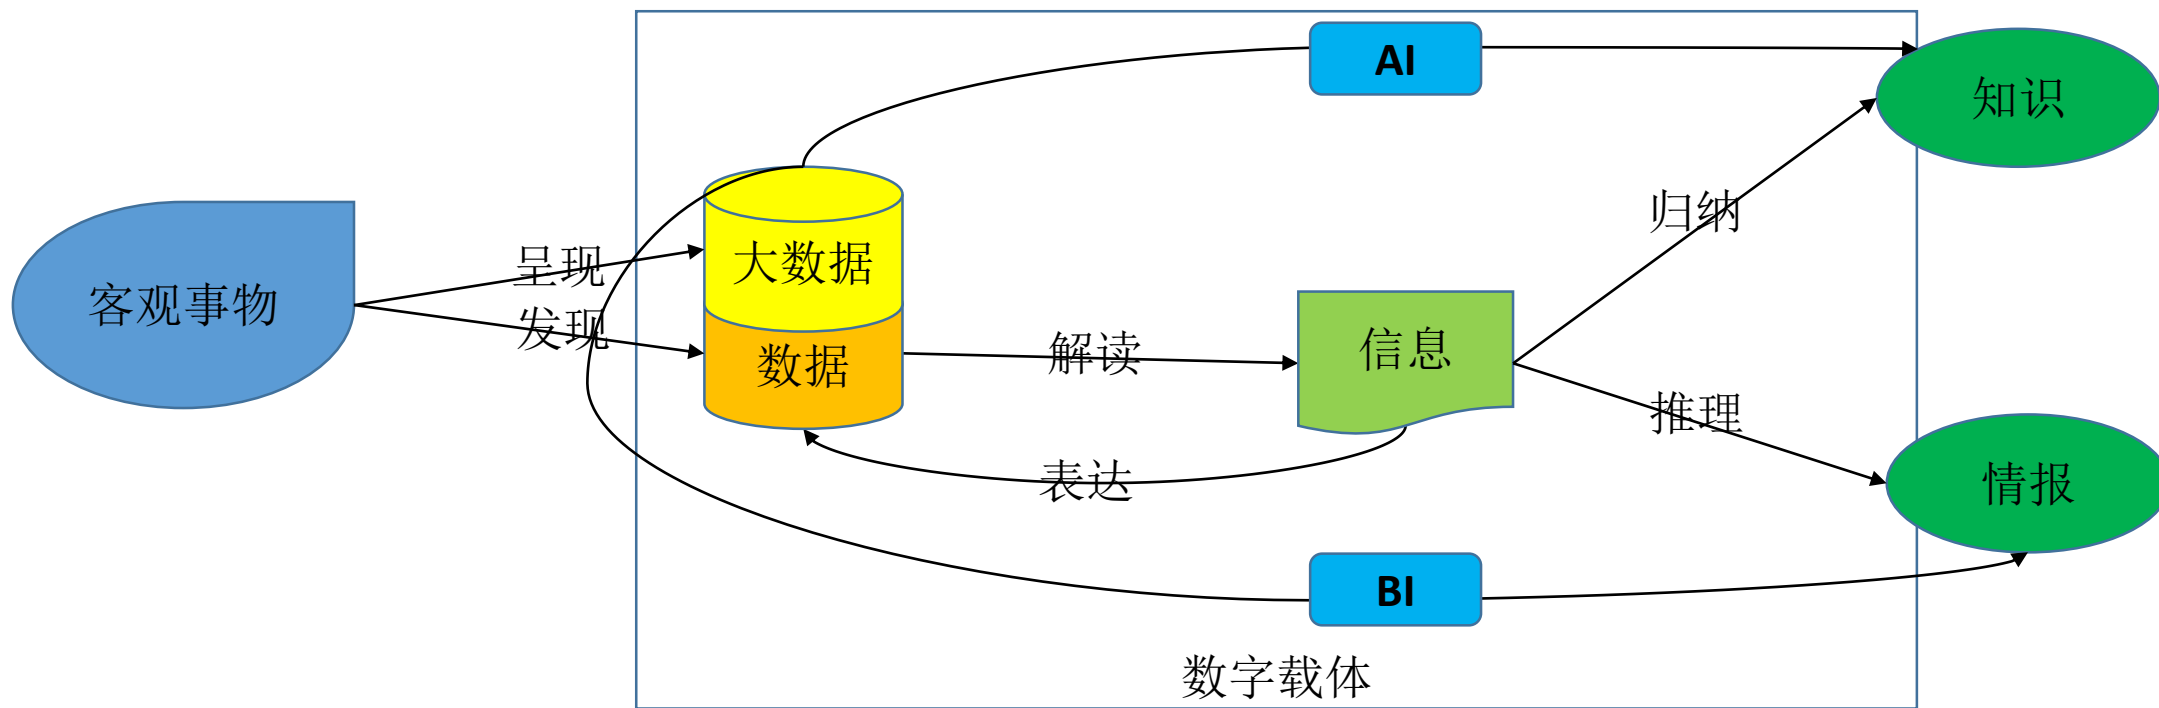 AI
知识
归纳
呈现
大数据
客观事物
发现
解读
信息
数据
推理
表达
情报
BI
数字载体